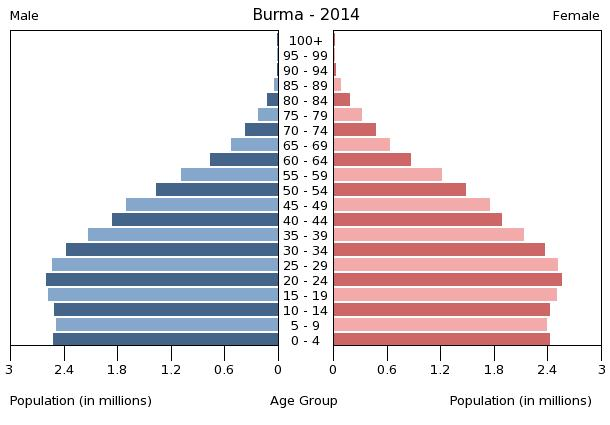 Male Burma - 2014 Female
100+
95 - 99
90 - 94
85 - 89
80 - 84
75 - 79
70 - 74
65 - 69
60 - 64
55 - 59
50 - 54
45 - 49
40 - 44
35 - 39
30 - 34
25 - 29
20 - 24
15 - 19
10 - 14
5 - 9
0 - 4
3 2.4 1.8 1.2 0.6 0 0 0.6 1.2 1.8 2.4 3
Population (in millions) Age Group Population (in millions)